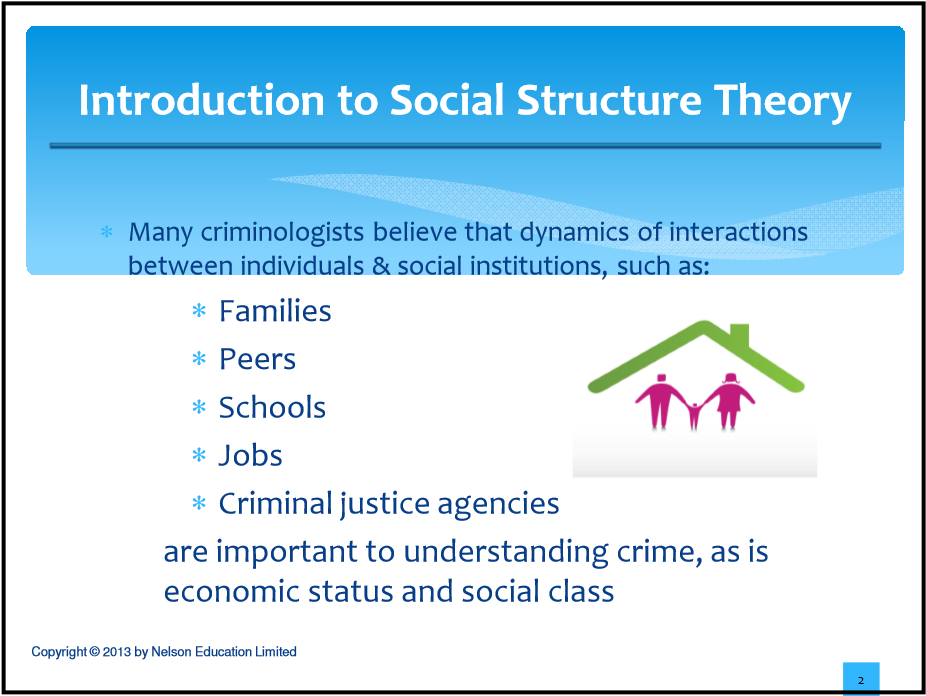 Introduction to Social Structure Theory
∗ Many criminologists believe that dynamics of interactions
between individuals & social institutions, such as:
∗ Families
∗ Peers
∗ Schools
∗ Jobs
∗ Criminal justice agencies
are important to understanding crime, as is
economic status and social class
Copyright © 2013 by Nelson Education Limited
2